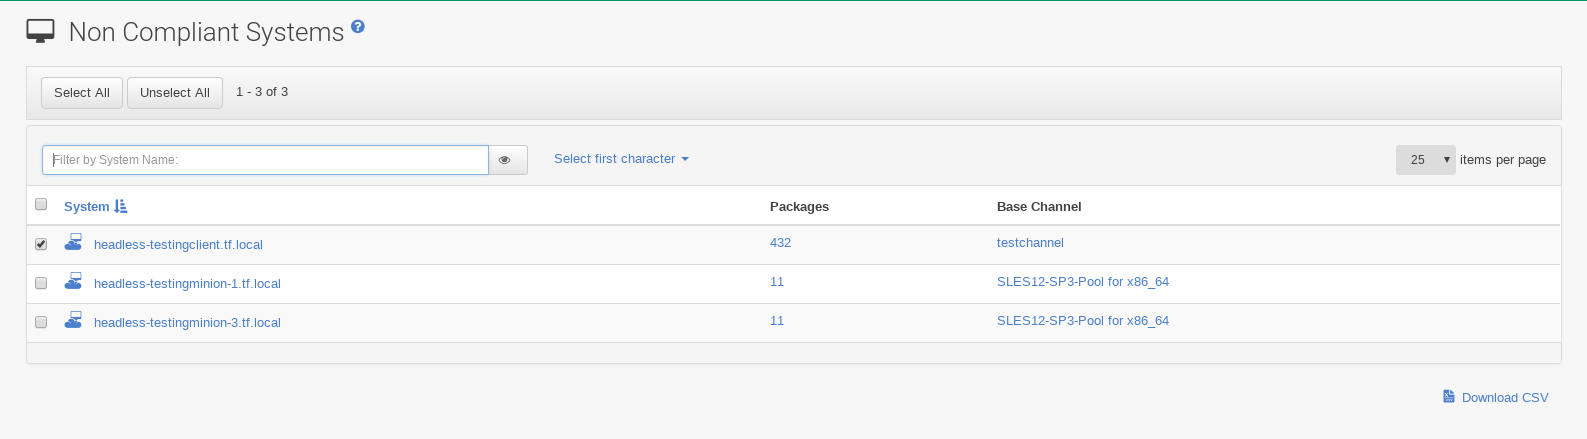 Non Compliant Systems
Select All Unselect All 1 - 3 of 3
Filter by System Name: Select first character 25 items per page
System Packages Base Channel
headless-testingclient.tf.local 432 testchannel
headless-testingminion-1.tf.local 11 SLES12-SP3-Pool for x86_64
headless-testingminion-3.tf.local 11 SLES12-SP3-Pool for x86_64
Download CSV